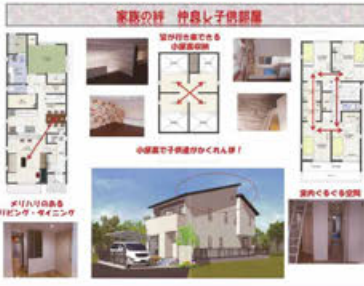 家族の絆 仲良し子供部屋
皆が行き来できる
小屋裏収納
小屋裏で子供達がかくれんぼ！
メリハリのある
リビング・ダイニング
室内ぐるぐる空間